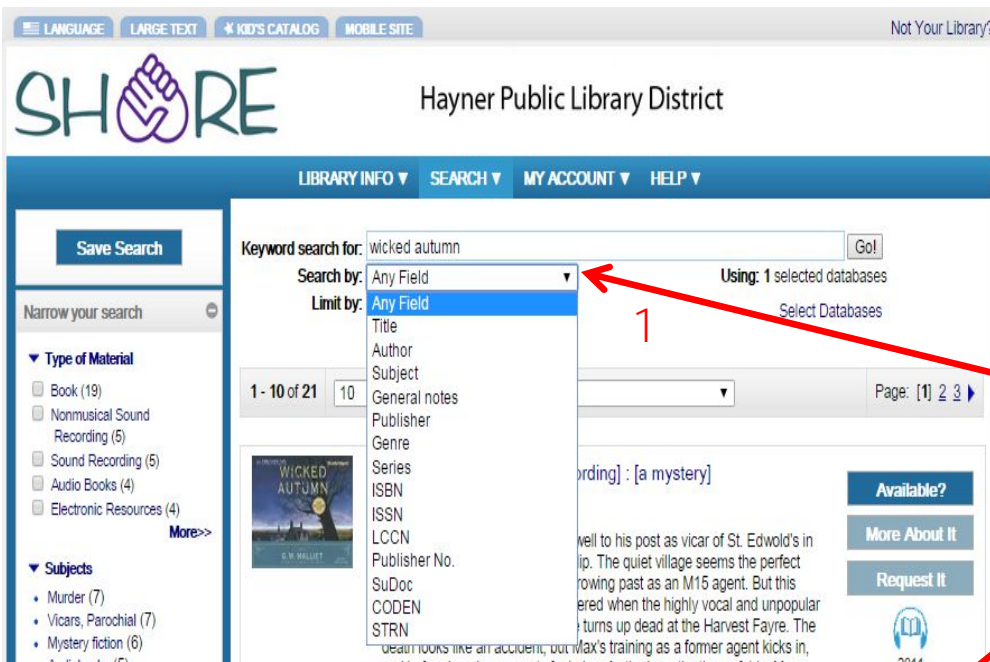 LANGUAGE LARGE TEXT KID'S CATALOG MOBILE SITE Not Your Library?
SHARE Hayner Public Library District
LIBRARY INFO ▼ SEARCH ▼ MY ACCOUNT ▼ HELP ▼
Save Search
Narrow your search
▼ Type of Material
Book (19)
Nonmusical Sound
Recording (5)
Sound Recording (5)
Audio Books (4)
Electronic Resources (4)
More>>
▼ Subjects
Murder (7)
Vicars, Parochial (7)
Mystery fiction (6)
Keyword search for: wicked autumn Go!
Search by: Any Field ▼ Using: 1 selected databases
Limit by: Select Databases
Any Field
Title
Author
Subject
General notes
Publisher
Genre
Series
ISBN
ISSN
LCCN
Publisher No.
SuDoc
CODEN
STRN
1
1 - 10 of 21 10 ▼ Page: [1] 2 3
WICKED
AUTUMN
G.M. MALLIET
ording] : [a mystery]
well to his post as vicar of St. Edwold's in
ip. The quiet village seems the perfect
rowing past as an M15 agent. But this
ered when the highly vocal and unpopular
turns up dead at the Harvest Fayre. The
death looks like an accident, but Max's training as a former agent kicks in,
Available?
More About It
Request It
2014